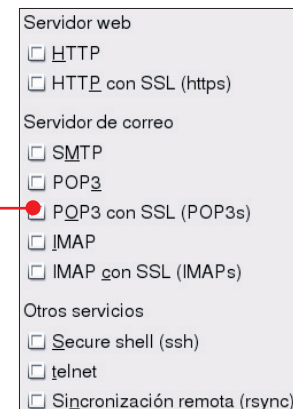 Servidor web
HTTP
HTTP con SSL (https)
Servidor de correo
SMTP
POP3
POP3 con SSL (POP3s)
IMAP
IMAP con SSL (IMAPs)
Otros servicios
Secure shell (ssh)
telnet
Sincronización remota (rsync)